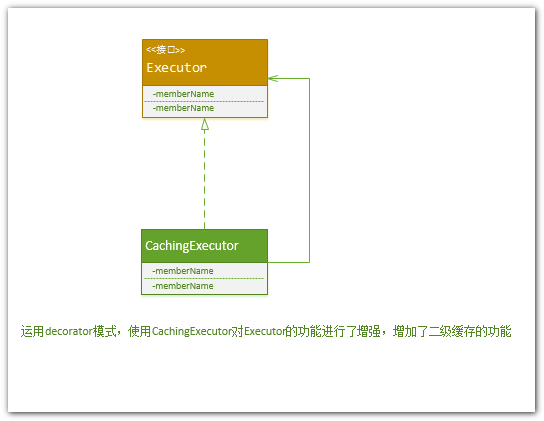 <<接口>>
Executor
-memberName
-memberName
CachingExecutor
-memberName
-memberName
运用decorator模式，使用CachingExecutor对Executor的功能进行了增强，增加了二级缓存的功能